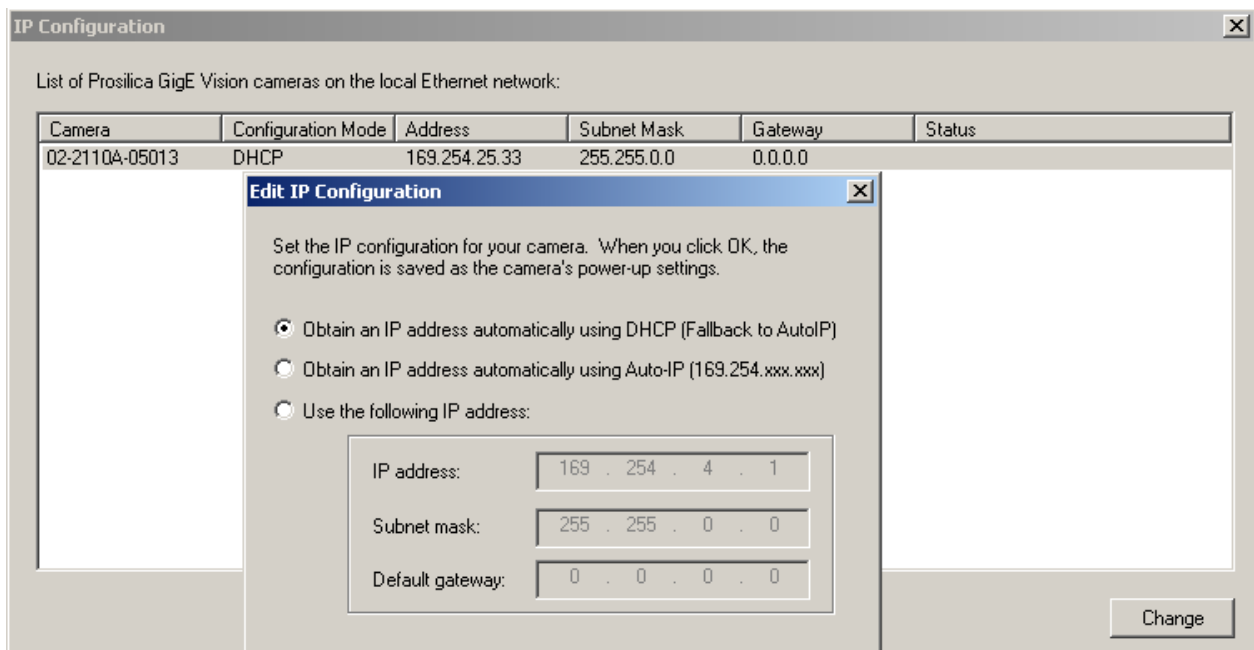 IP Configuration
List of Prosilica GigE Vision cameras on the local Ethernet network:
Camera Configuration Mode Address Subnet Mask Gateway Status
02-2110A-05013 DHCP 169.254.25.33 255.255.0.0 0.0.0.0
Edit IP Configuration
Set the IP configuration for your camera. When you click OK, the
configuration is saved as the camera's power-up settings.
Obtain an IP address automatically using DHCP (Fallback to AutoIP)
Obtain an IP address automatically using Auto-IP (169.254.xxx.xxx)
Use the following IP address:
IP address: 169 . 254 . 4 . 1
Subnet mask: 255 . 255 . 0 . 0
Default gateway: 0 . 0 . 0 . 0
Change